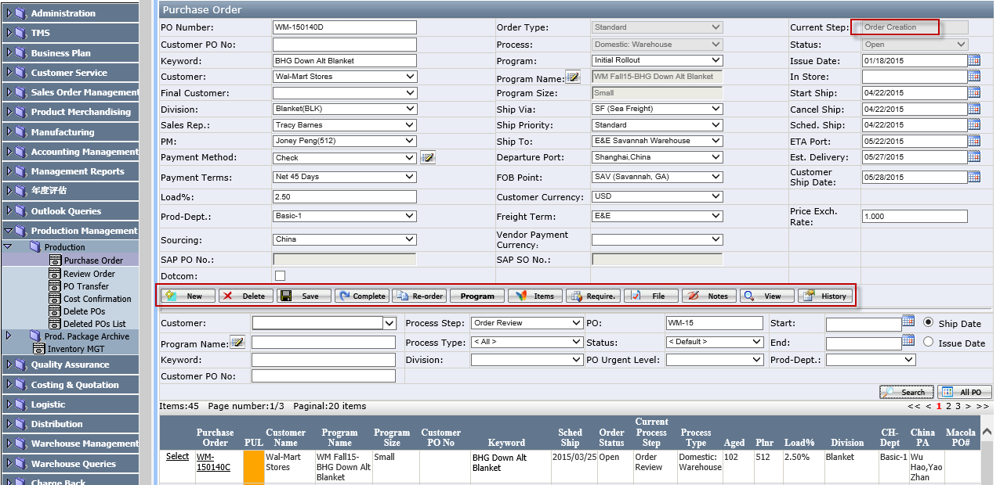 Administration
TMS
Business Plan
Customer Service
Sales Order Management
Product Merchandising
Manufacturing
Accounting Management
Management Reports
年度评估
Outlook Queries
Production Management
Production
Purchase Order
Review Order
PO Transfer
Cost Confirmation
Delete POs
Deleted POs List
Prod. Package Archive
Inventory MGT
Quality Assurance
Costing & Quotation
Logistic
Distribution
Warehouse Management
Warehouse Queries
Charge Back
Purchase Order
PO Number: WM-150140D Order Type: Standard Current Step: Order Creation
Customer PO No: Process: Domestic: Warehouse Status: Open
Keyword: BHG Down Alt Blanket Program: Initial Rollout Issue Date: 01/18/2015
Customer: Wal-Mart Stores Program Name: WM Fall15-BHG Down Alt Blanket In Store:
Final Customer: Program Size: Small Start Ship: 04/22/2015
Division: Blanket(BLK) Ship Via: SF (Sea Freight) Cancel Ship: 04/22/2015
Sales Rep.: Tracy Barnes Ship Priority: Standard Sched. Ship: 04/22/2015
PM: Joney Peng(512) Ship To: E&E Savannah Warehouse ETA Port: 05/22/2015
Payment Method: Check Departure Port: Shanghai,China Est. Delivery: 05/27/2015
Payment Terms: Net 45 Days FOB Point: SAV (Savannah, GA) Customer Ship Date: 05/28/2015
Load%: 2.50 Customer Currency: USD
Prod-Dept.: Basic-1 Freight Term: E&E Price Exch. Rate: 1.000
Sourcing: China Vendor Payment Currency:
SAP PO No.: SAP SO No.:
Dotcom:
New Delete Save Complete Re-order Program Items Require. File Notes View History
Customer: Process Step: Order Review PO: WM-15 Start: Ship Date
Program Name: Process Type: < All > Status: < Default > End: Issue Date
Keyword: Division: PO Urgent Level: Prod-Dept.:
Customer PO No:
Search All PO
Items:45 Page number:1/3 Paginal:20 items << < 1 2 3 > >>
Purchase Order PUL Customer Name Program Name Program Size Customer PO No Keyword Sched Ship Order Status Current Process Step Process Type Aged Plnr Load% Division CH-Dept China PA Macola PO#
Select WM-150140C Wal-Mart Stores WM Fall15-BHG Down Alt Blanket Small BHG Down Alt Blanket 2015/03/25 Open Order Review Domestic: Warehouse 102 512 2.50% Blanket Basic-1 Wu Hao,Yao Zhan